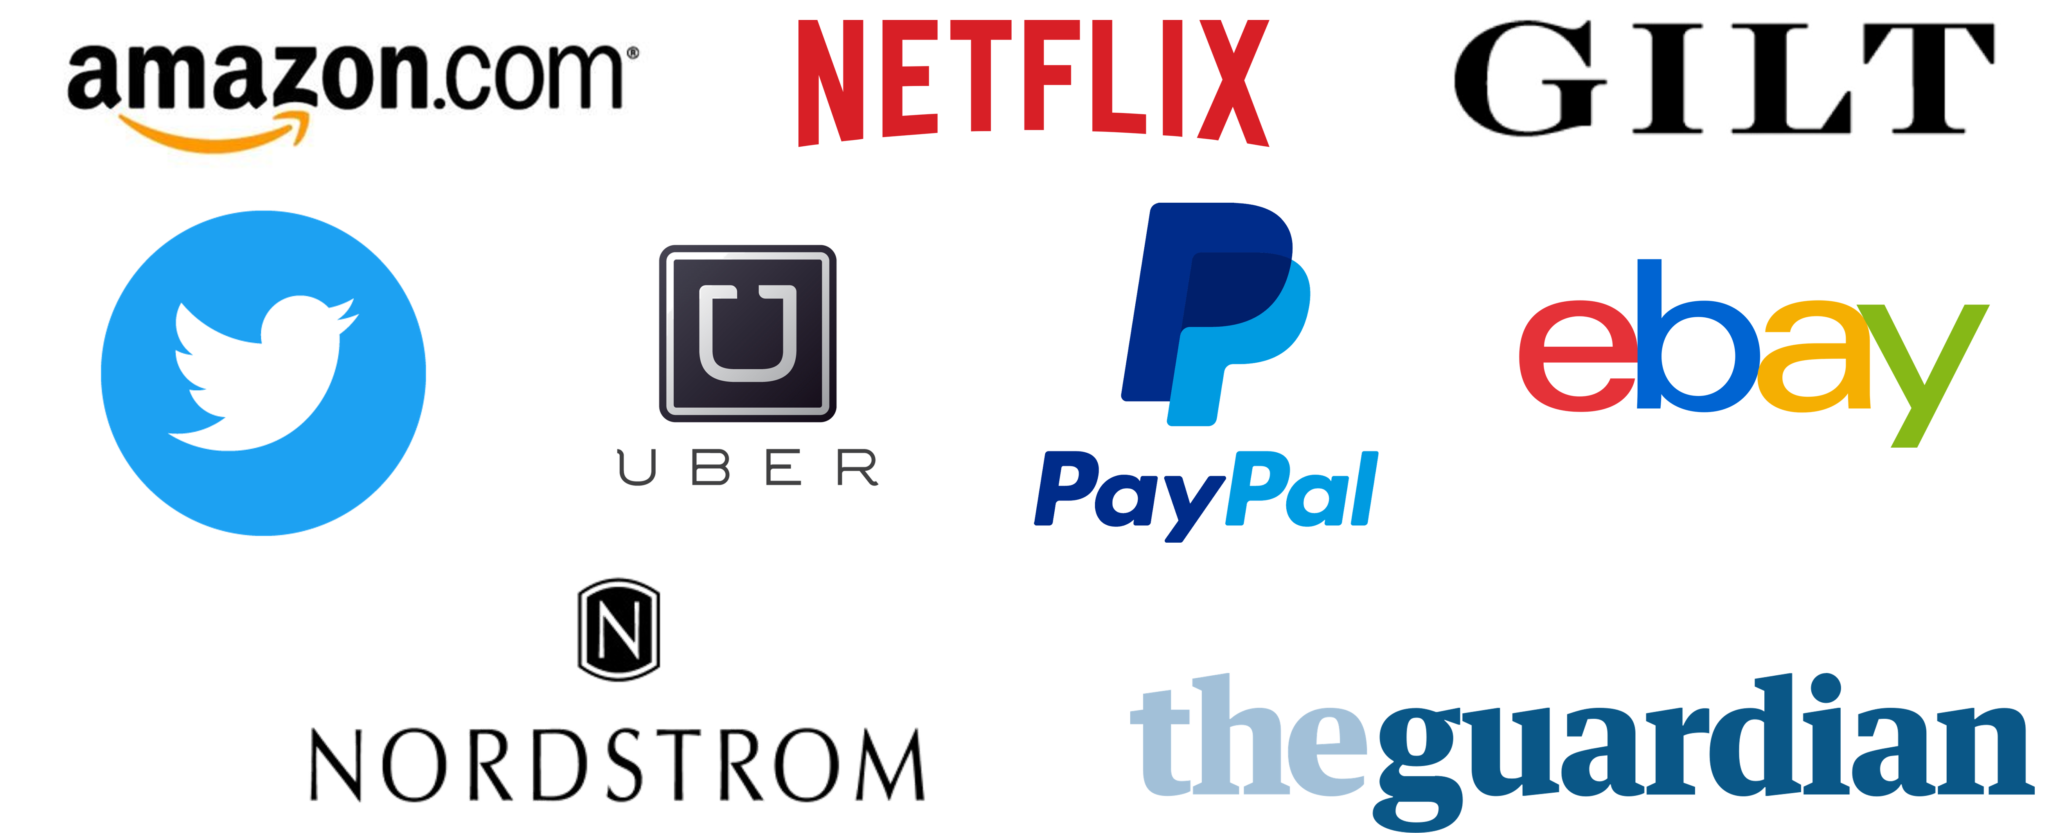 amazon.com®
NETFLIX
GILT
U
UBER
P
PayPal
ebay
N
NORDSTROM
theguardian